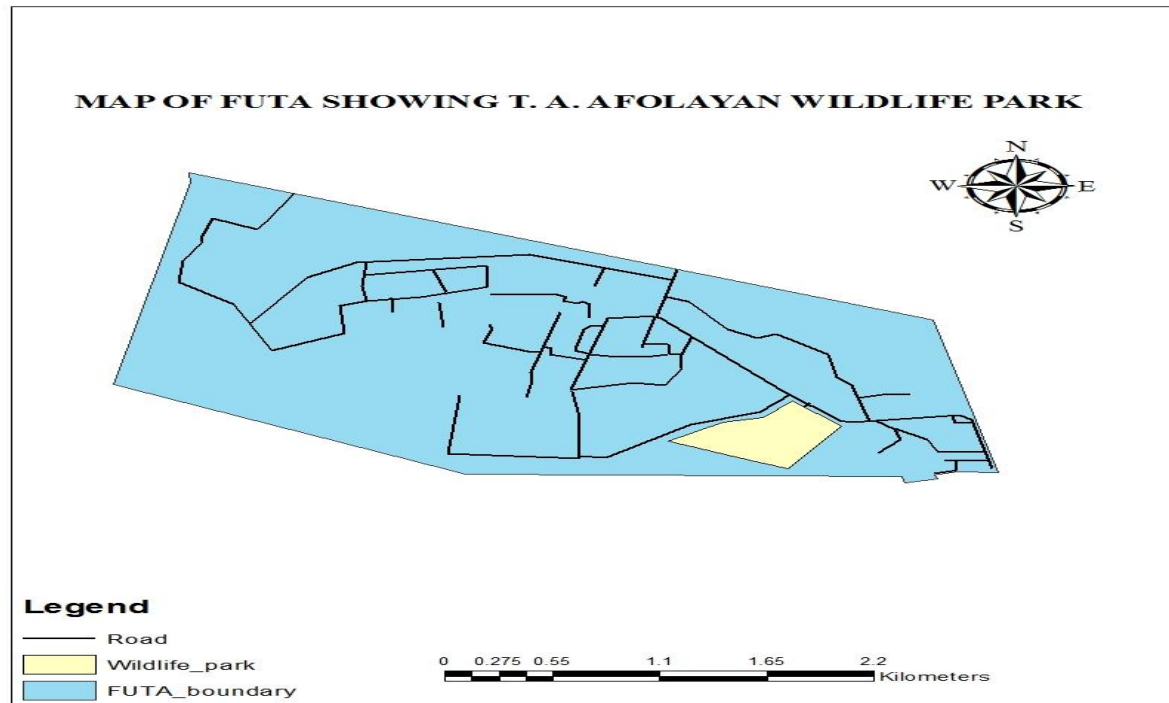 MAP OF FUTA SHOWING T. A. AFOLAYAN WILDLIFE PARK
N
W E
S
Legend
Road
Wildlife_park
FUTA_boundary
0 0.275 0.55 1.1 1.65 2.2
Kilometers